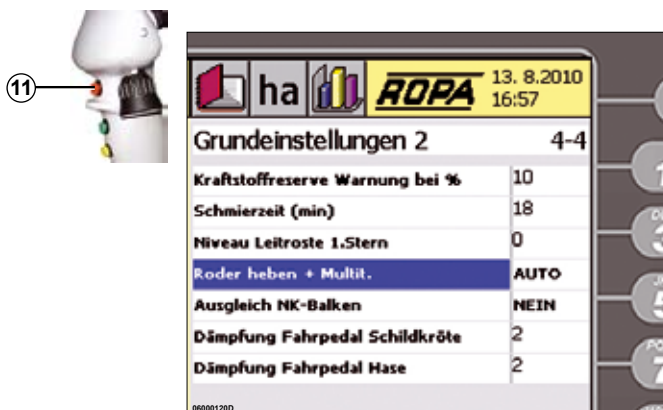 11
ha
ROPA
13. 8.2010
16:57
Grundeinstellungen 2 4-4
Kraftstoffreserve Warnung bei % 10
Schmierzeit (min) 18
Niveau Leitroste 1.Stern 0
Roder heben + Multit. AUTO
Ausgleich NK-Balken NEIN
Dämpfung Fahrpedal Schildkröte 2
Dämpfung Fahrpedal Hase 2
06000120D